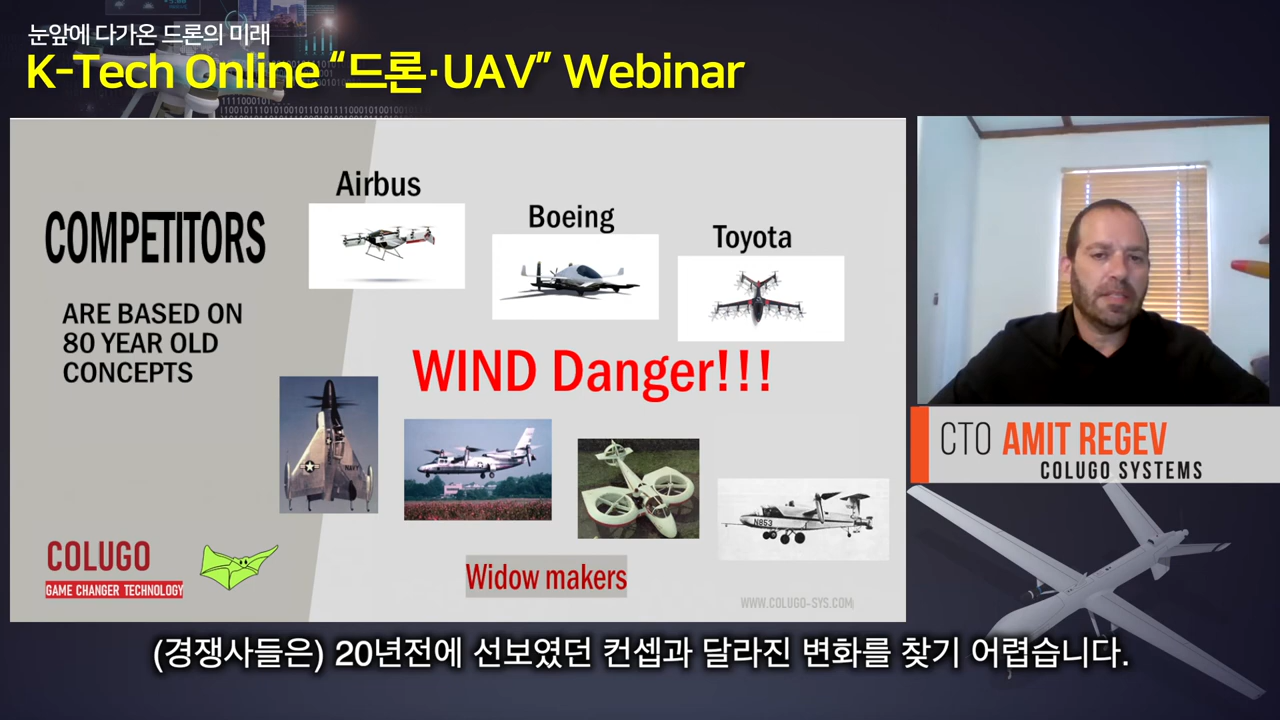 눈앞에 다가온 드론의 미래
K-Tech Online “드론·UAV” Webinar
COMPETITORS
ARE BASED ON
80 YEAR OLD
CONCEPTS
Airbus
Boeing
Toyota
WIND Danger!!!
NAVY
N853
Widow makers
COLUGO
GAME CHANGER TECHNOLOGY
WWW.COLUGO-SYS.COM
CTO AMIT REGEV
COLUGO SYSTEMS
(경쟁사들은) 20년전에 선보였던 컨셉과 달라진 변화를 찾기 어렵습니다.